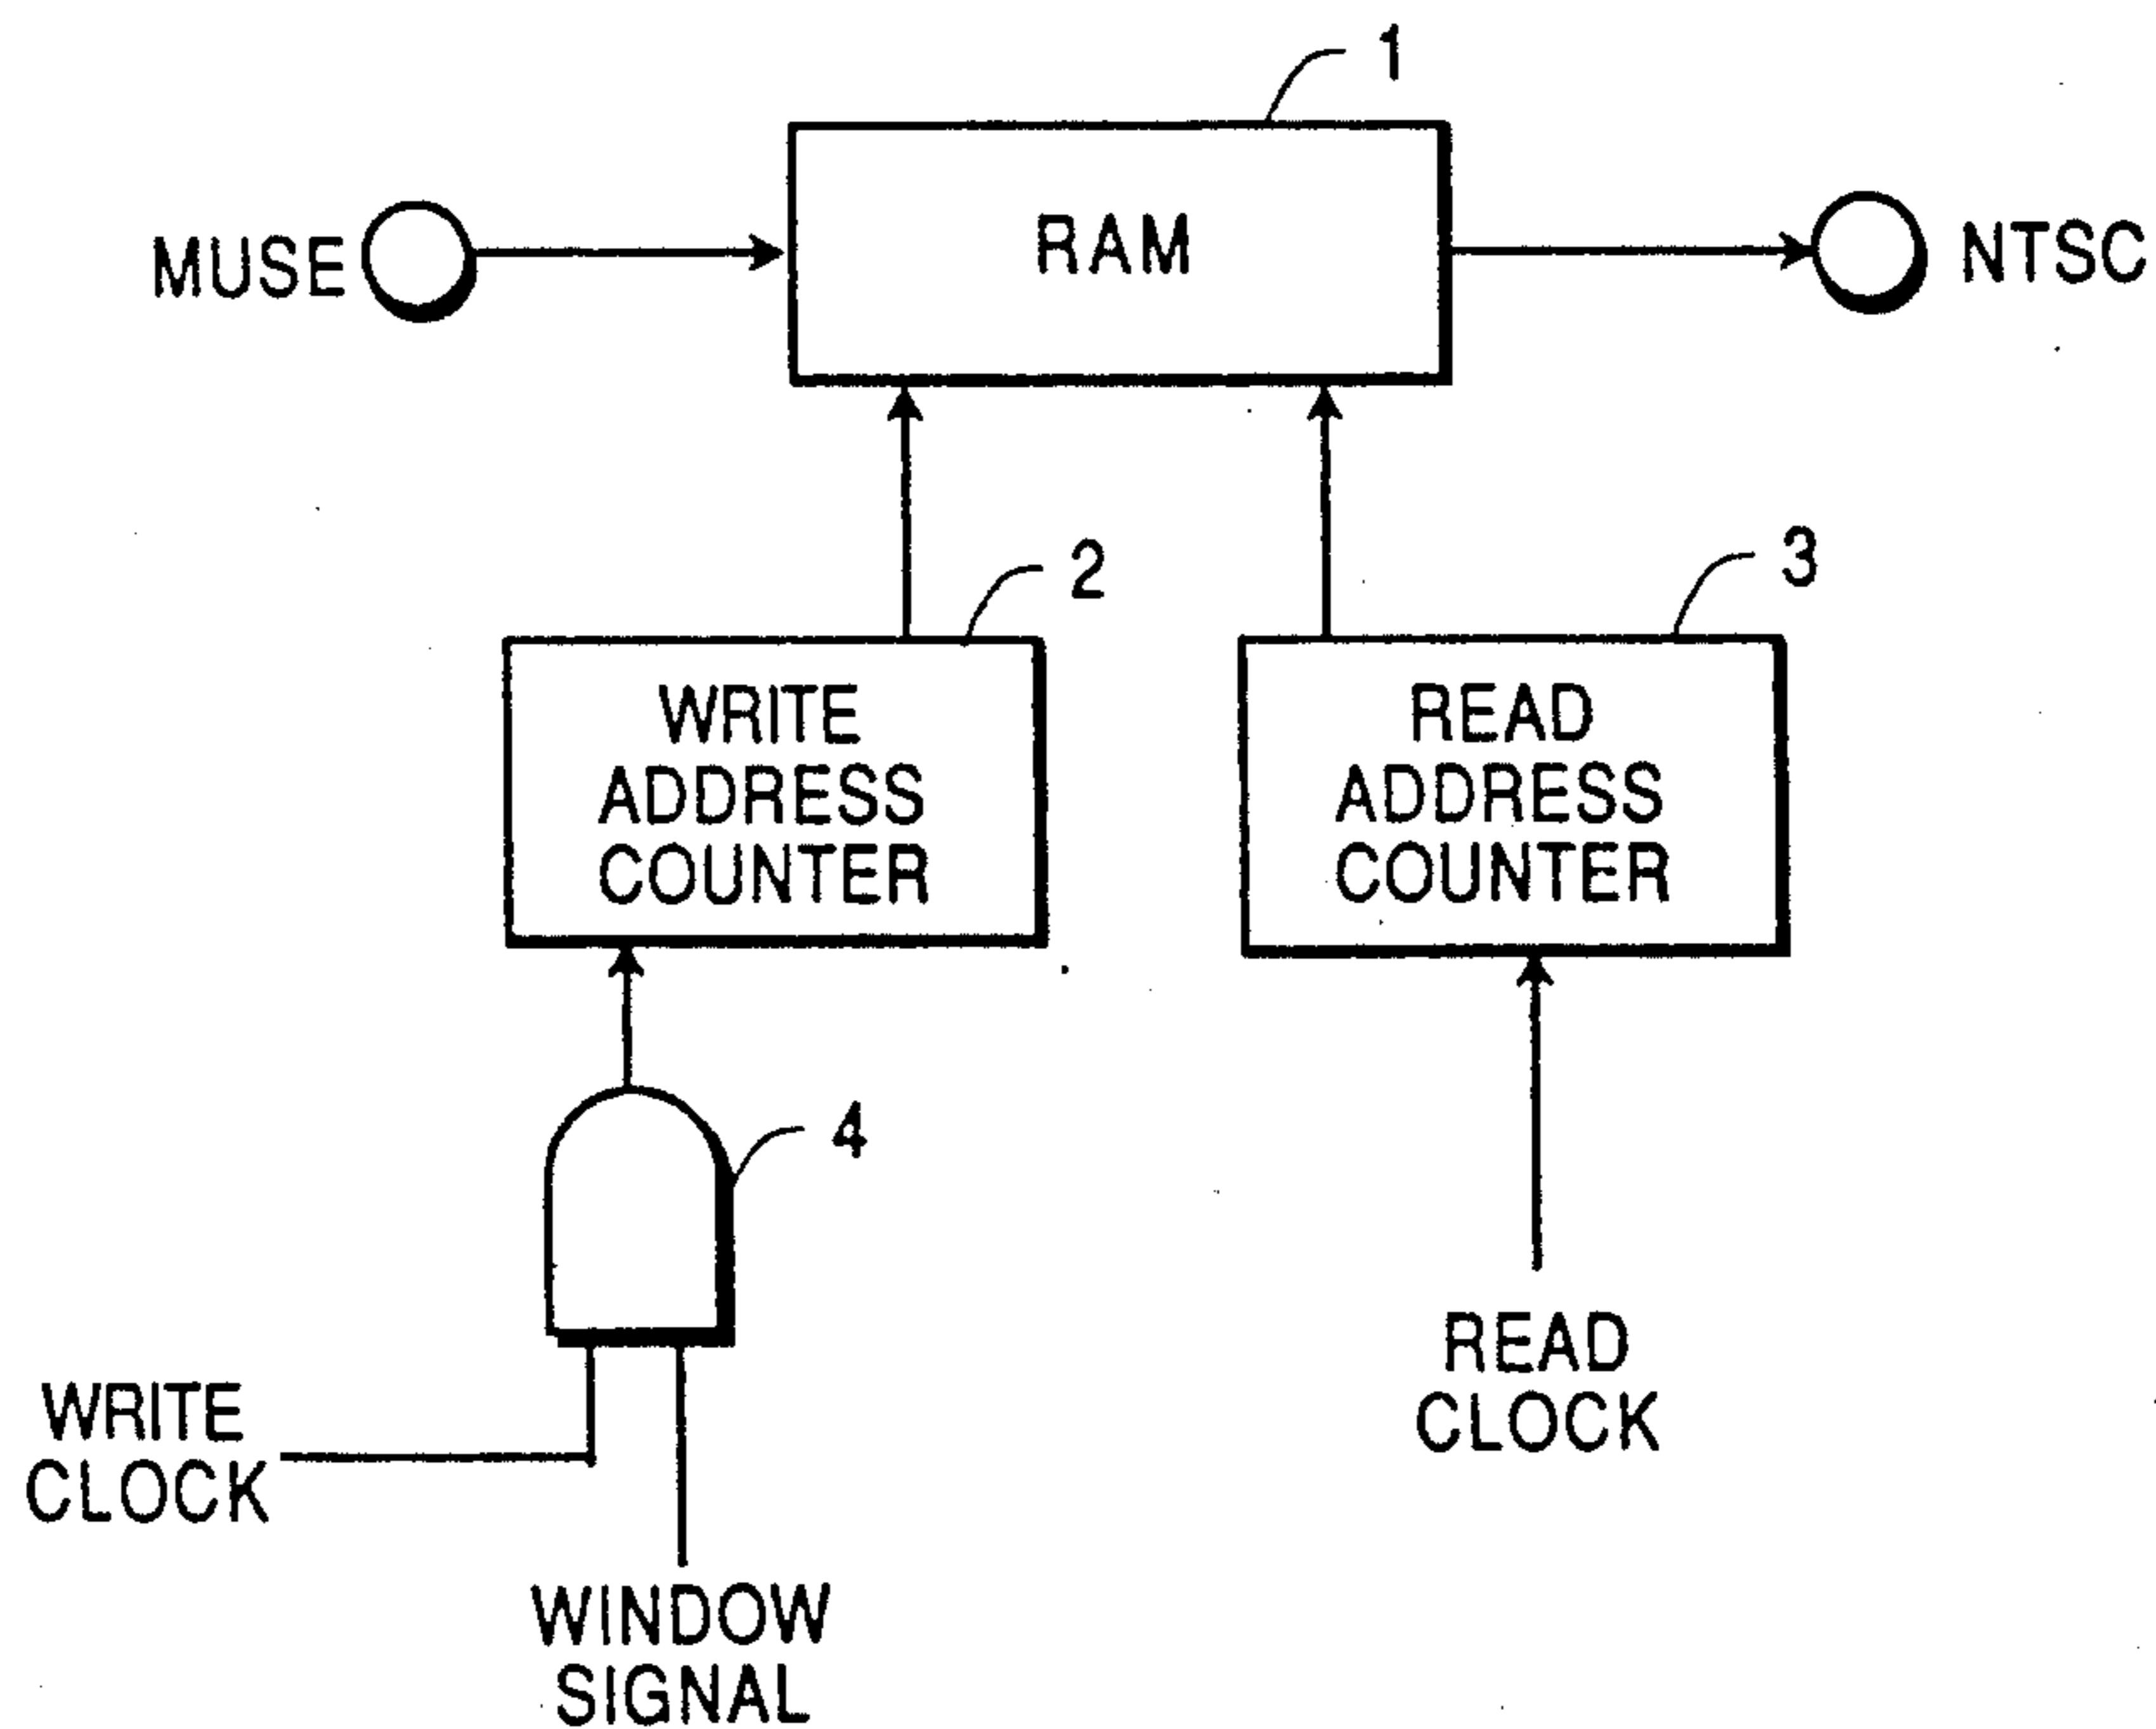 1
MUSE
RAM
NTSC
2
3
WRITE
ADDRESS
COUNTER
READ
ADDRESS
COUNTER
4
WRITE
CLOCK
READ
CLOCK
WINDOW
SIGNAL